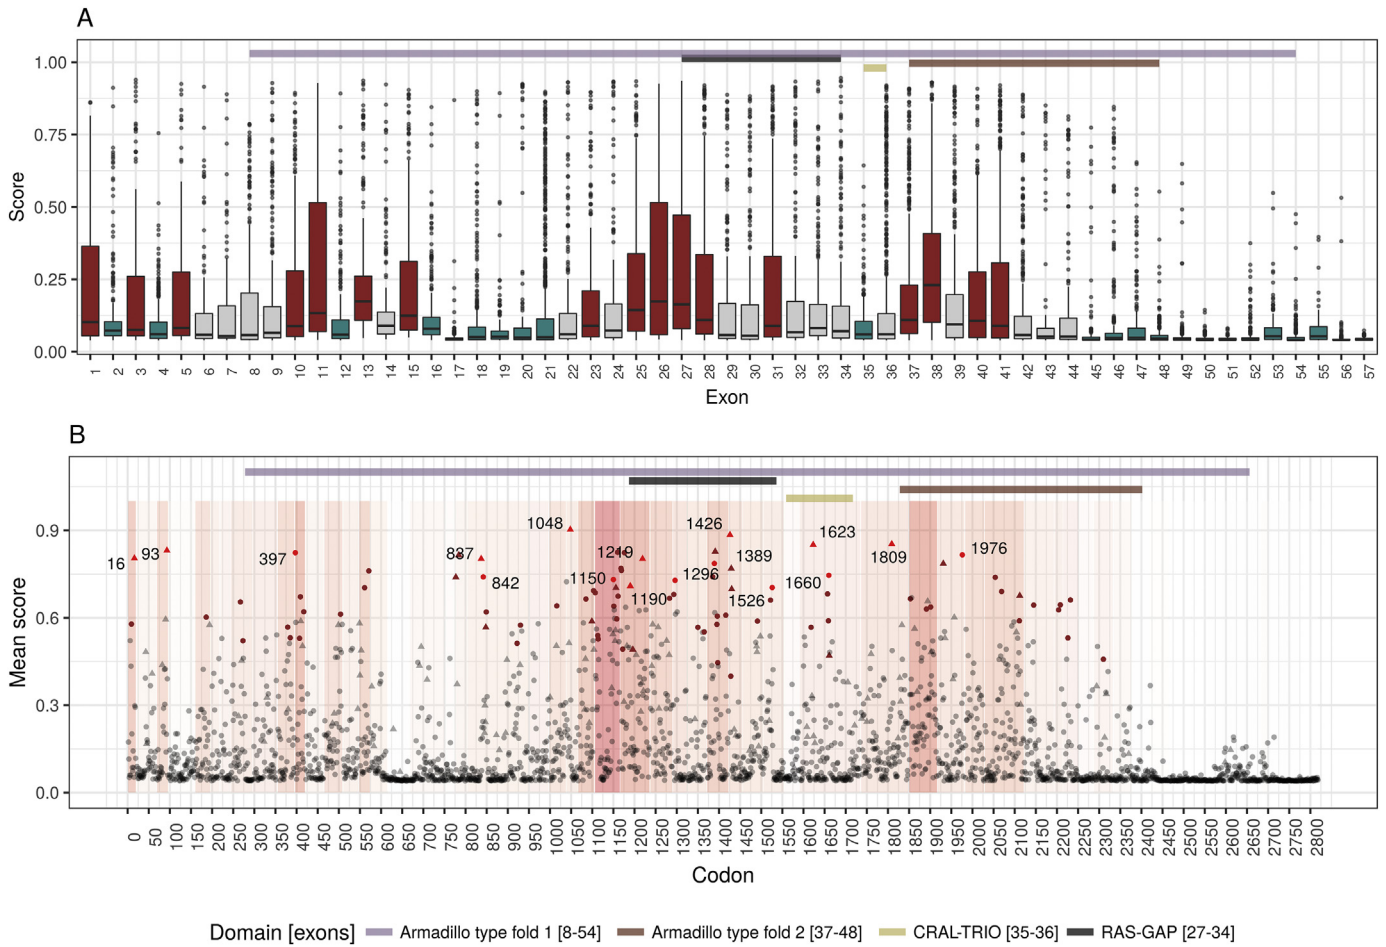 A
Score
1.00
0.75
0.50
0.25
0.00
1 2 3 4 5 6 7 8 9 10 11 12 13 14 15 16 17 18 19 20 21 22 23 24 25 26 27 28 29 30 31 32 33 34 35 36 37 38 39 40 41 42 43 44 45 46 47 48 49 50 51 52 53 54 55 56 57
Exon
B
Mean score
0.9
0.6
0.3
0.0
1048
1426
1623
16
93
397
837
842
1150
1219
1190
1296
1389
1526
1660
1809
1976
0 50 100 150 200 250 300 350 400 450 500 550 600 650 700 750 800 850 900 950 1000 1050 1100 1150 1200 1250 1300 1350 1400 1450 1500 1550 1600 1650 1700 1750 1800 1850 1900 1950 2000 2050 2100 2150 2200 2250 2300 2350 2400 2450 2500 2550 2600 2650 2700 2750 2800
Codon
Domain [exons] Armadillo type fold 1 [8-54] Armadillo type fold 2 [37-48] CRAL-TRIO [35-36] RAS-GAP [27-34]